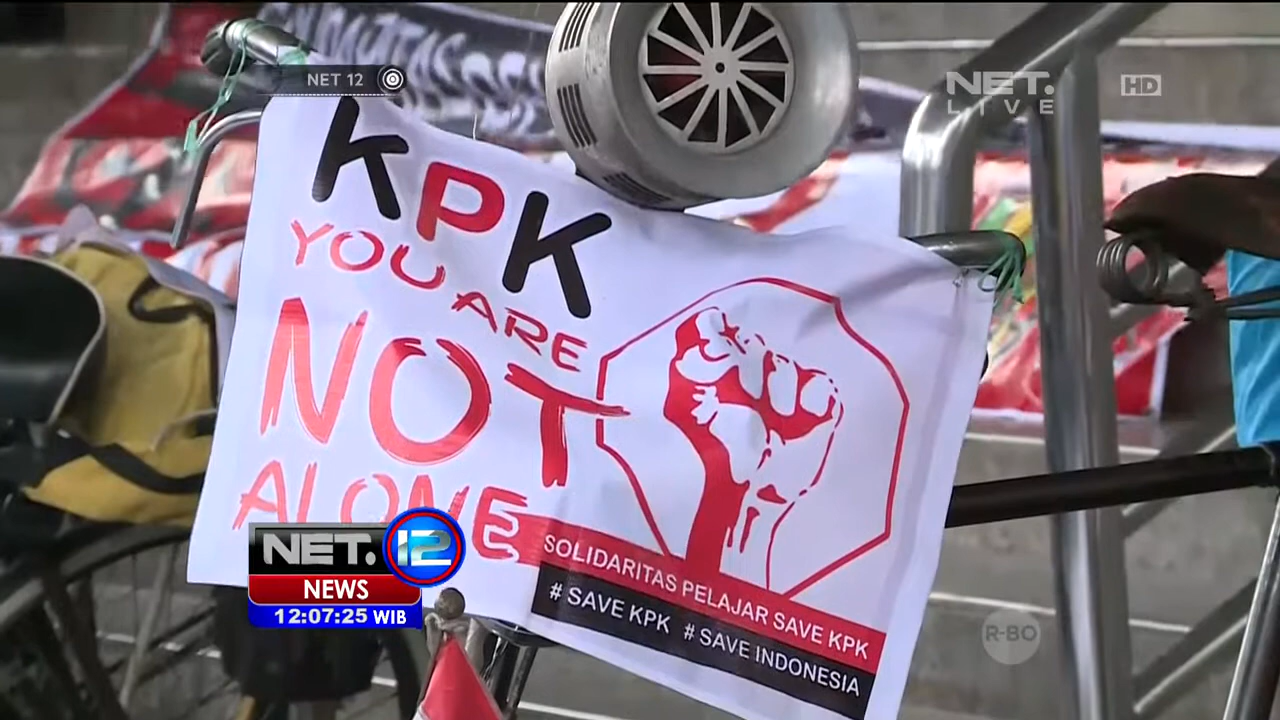 NET 12
NET.
LIVE
HD
KPK
YOU ARE
NOT
ALONE
SOLIDARITAS PELAJAR SAVE KPK
# SAVE KPK # SAVE INDONESIA
NET. 12
NEWS
12:07:25 WIB
R-BO